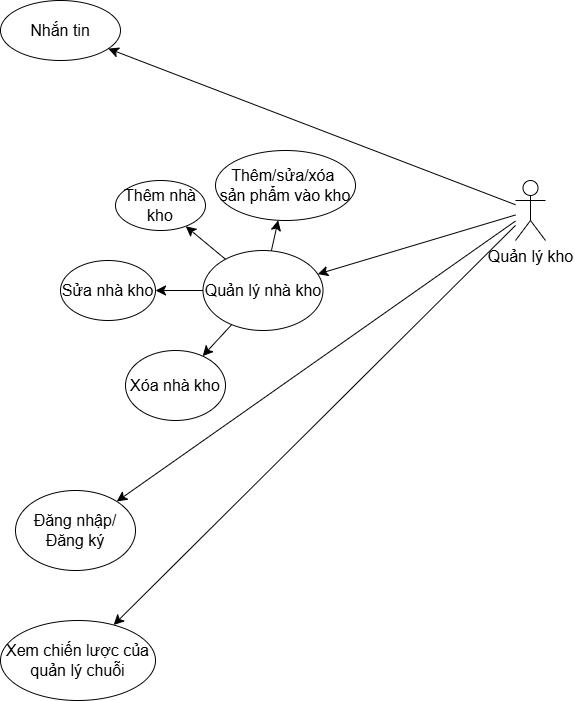 Nhắn tin
Thêm/sửa/xóa
sản phẩm vào kho
Thêm nhà
kho
Quản lý kho
Sửa nhà kho
Quản lý nhà kho
Xóa nhà kho
Đăng nhập/
Đăng ký
Xem chiến lược của
quản lý chuỗi